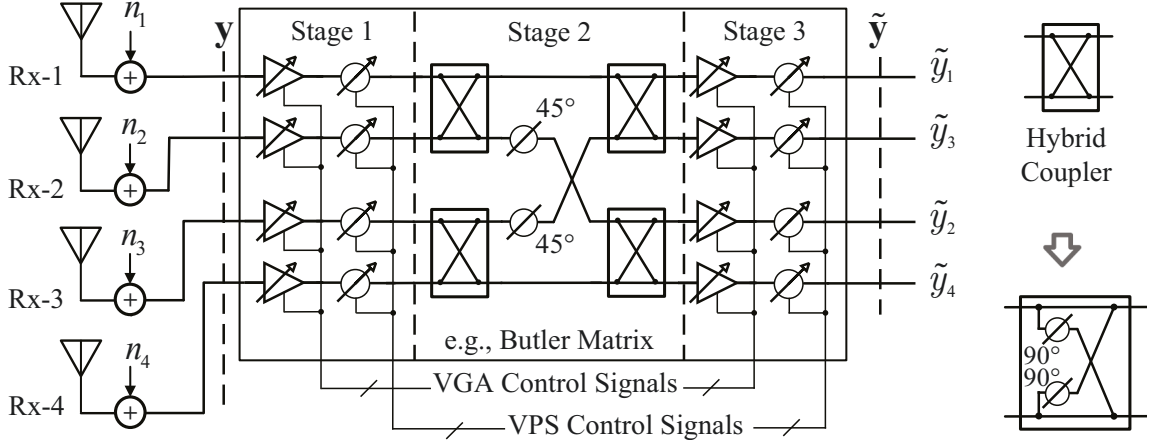 n1
y
Stage 1
Stage 2
Stage 3
ỹ
Rx-1
+
ỹ1
n2
45°
ỹ3
Hybrid
Coupler
Rx-2
+
n3
45°
ỹ2
Rx-3
+
ỹ4
n4
e.g., Butler Matrix
90°
90°
VGA Control Signals
Rx-4
+
VPS Control Signals